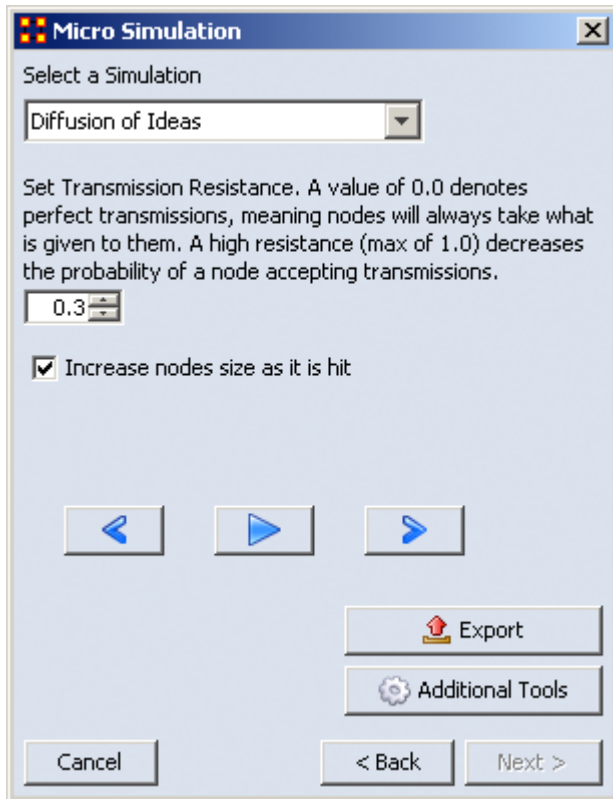 Micro Simulation
Select a Simulation
Diffusion of Ideas
Set Transmission Resistance. A value of 0.0 denotes
perfect transmissions, meaning nodes will always take what
is given to them. A high resistance (max of 1.0) decreases
the probability of a node accepting transmissions.
0.3
Increase nodes size as it is hit
Export
Additional Tools
Cancel
< Back
Next >